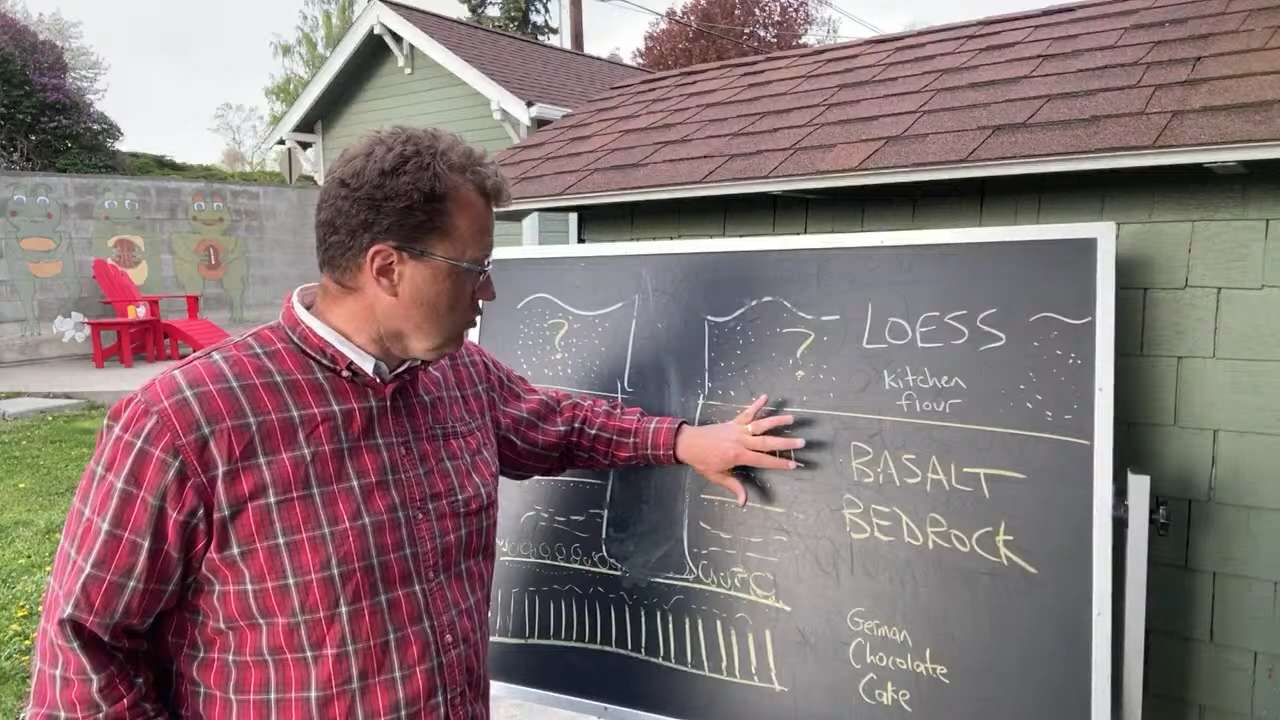 ?
?
LOESS
kitchen
flour
BASALT
BEDROCK
German
Chocolate
Cake